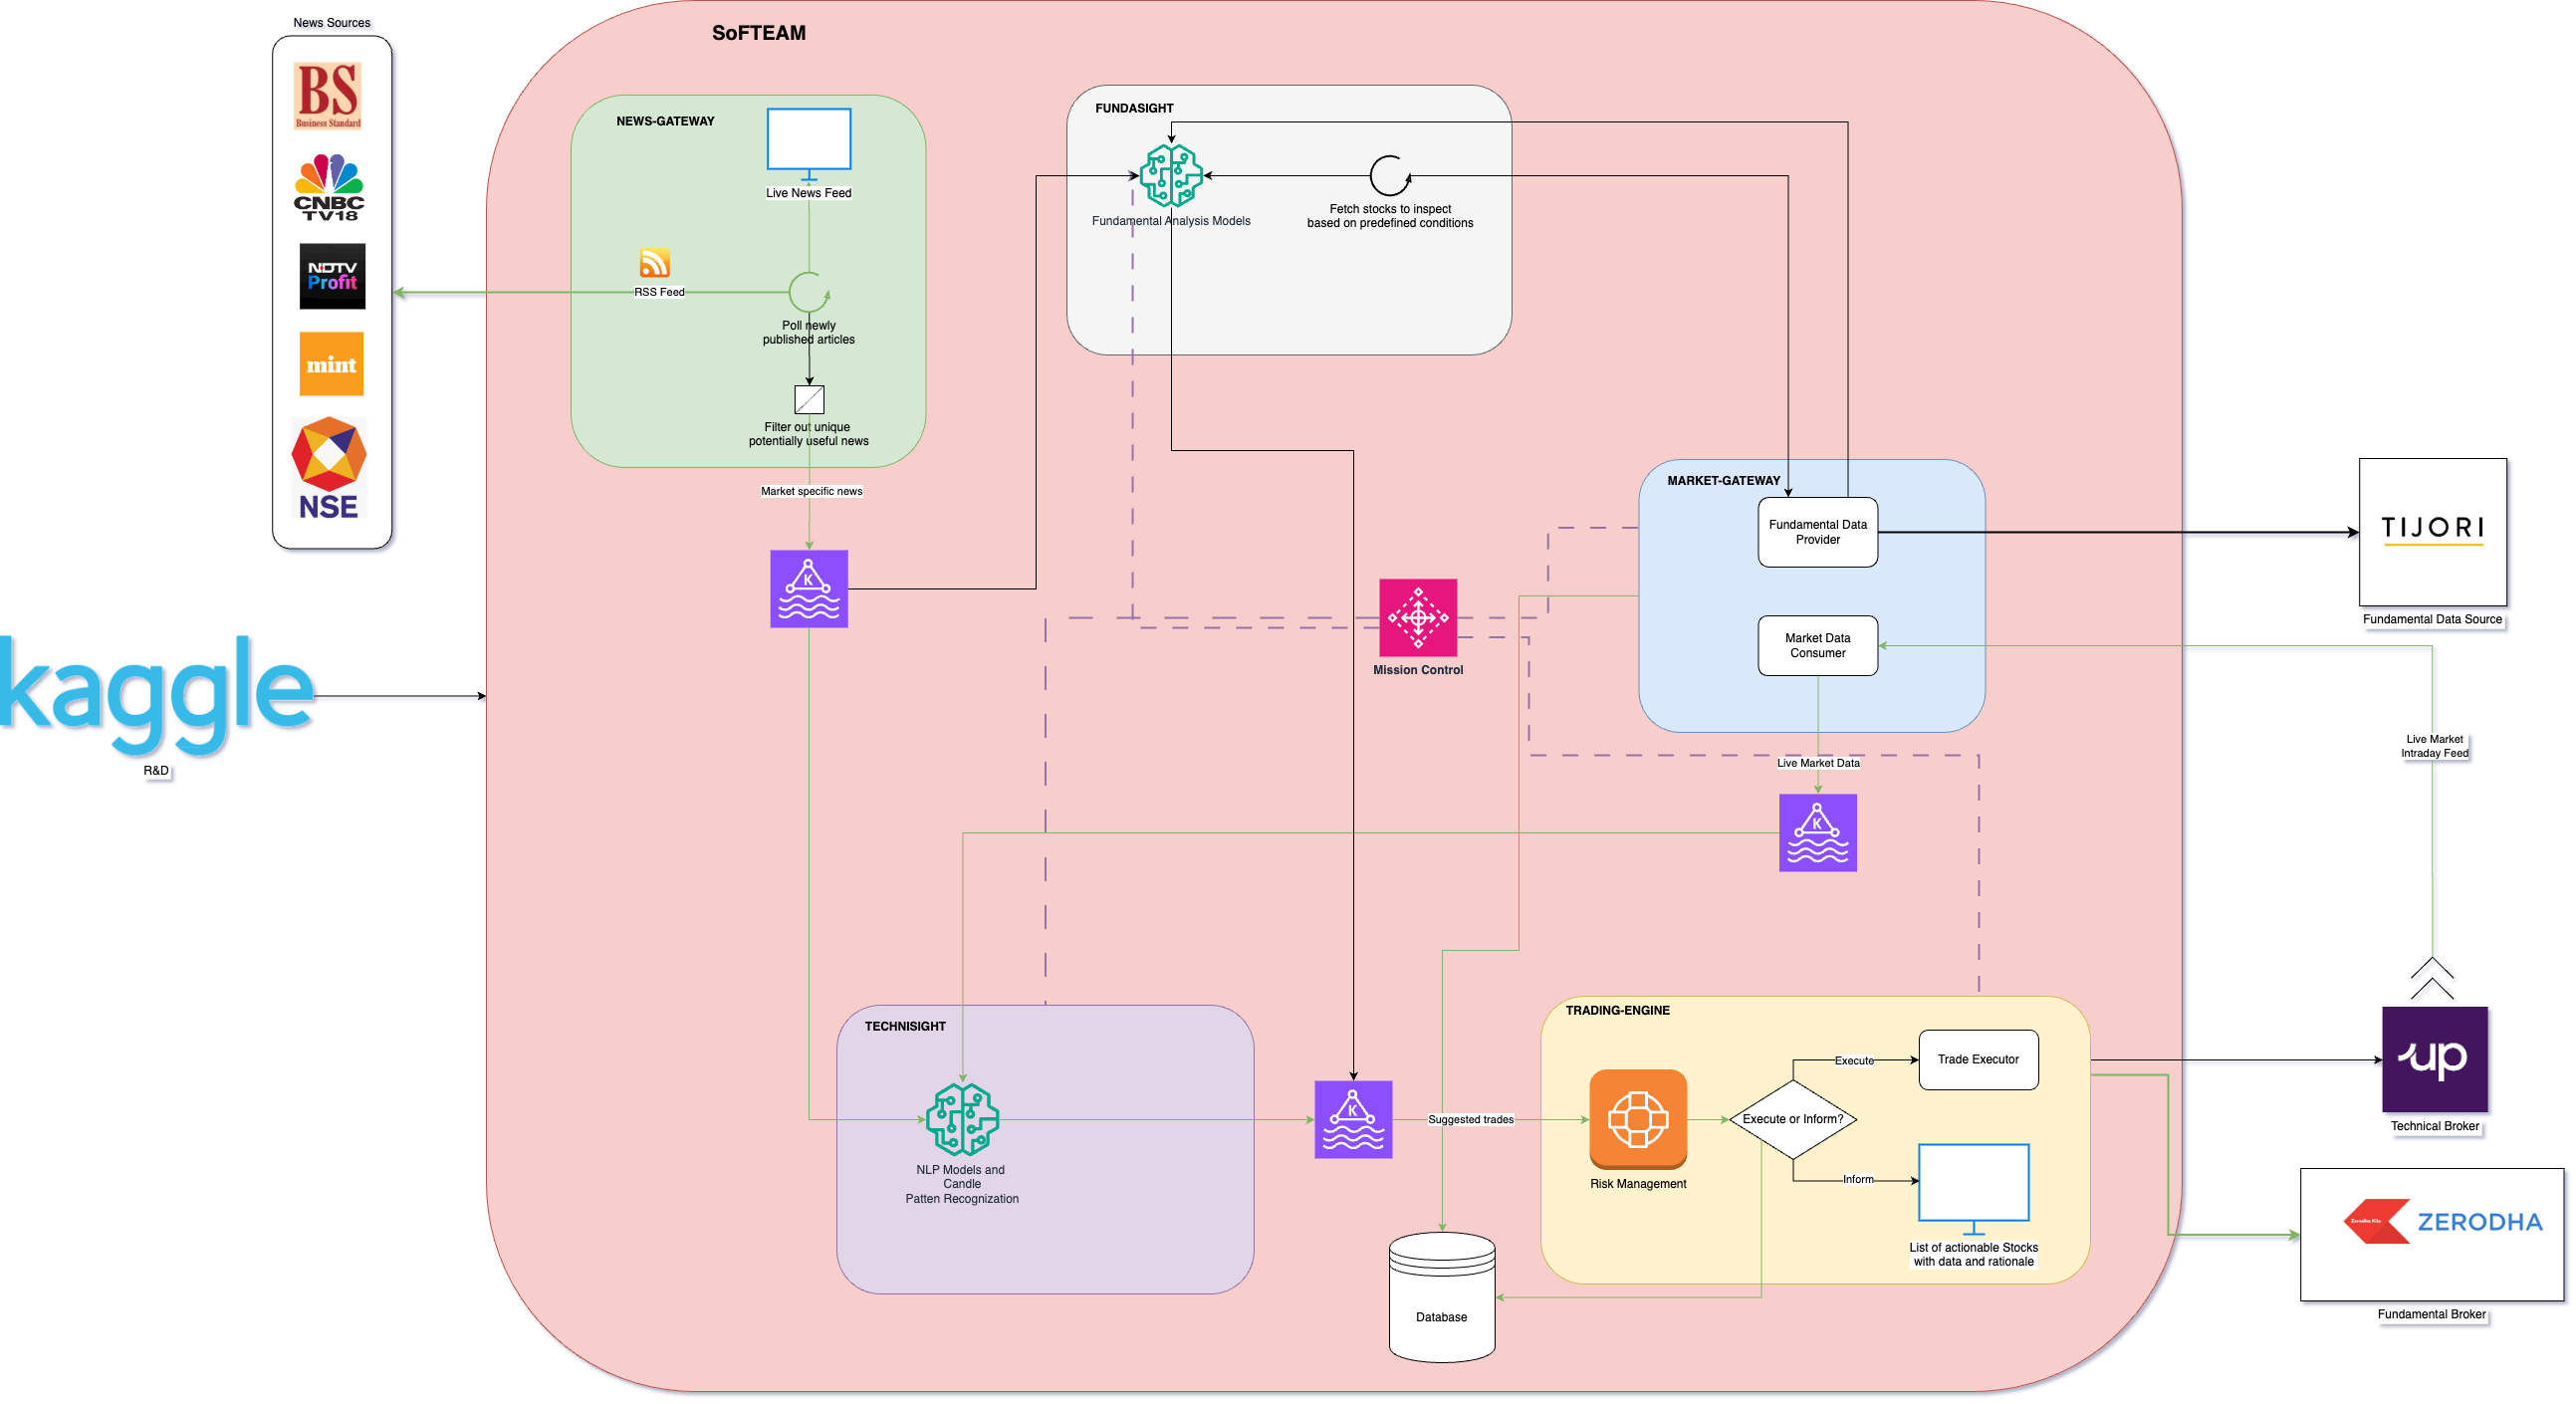 News Sources
BS
Business Standard
CNBC
TV18
NDTV
Profit
mint
NSE
kaggle
R&D
SoFTEAM
NEWS-GATEWAY
Live News Feed
RSS Feed
Poll newly
published articles
Filter out unique
potentially useful news
Market specific news
K
FUNDASIGHT
Fundamental Analysis Models
Fetch stocks to inspect
based on predefined conditions
Mission Control
MARKET-GATEWAY
Fundamental Data
Provider
Market Data
Consumer
Live Market Data
K
TIJORI
Fundamental Data Source
Live Market
Intraday Feed
TECHNISIGHT
NLP Models and
Candle
Patten Recognization
K
Suggested trades
TRADING-ENGINE
Risk Management
Execute or Inform?
Execute
Trade Executor
Inform
List of actionable Stocks
with data and rationale
Database
up
Technical Broker
Zerodha Kite
ZERODHA
Fundamental Broker